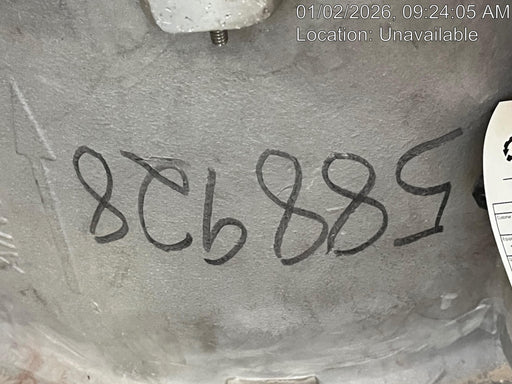 01/02/2026, 09:24:05 AM
Location: Unavailable
588928